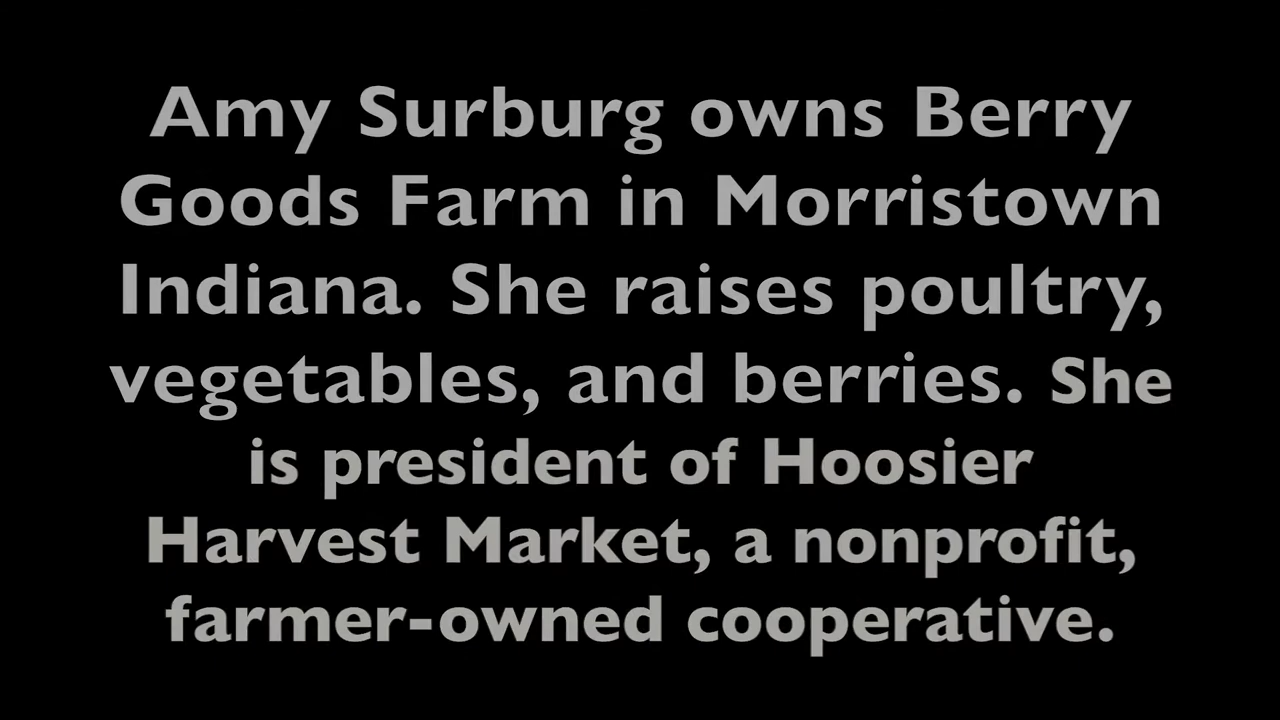 Amy Surburg owns Berry
Goods Farm in Morristown
Indiana. She raises poultry,
vegetables, and berries. She
is president of Hoosier
Harvest Market, a nonprofit,
farmer-owned cooperative.